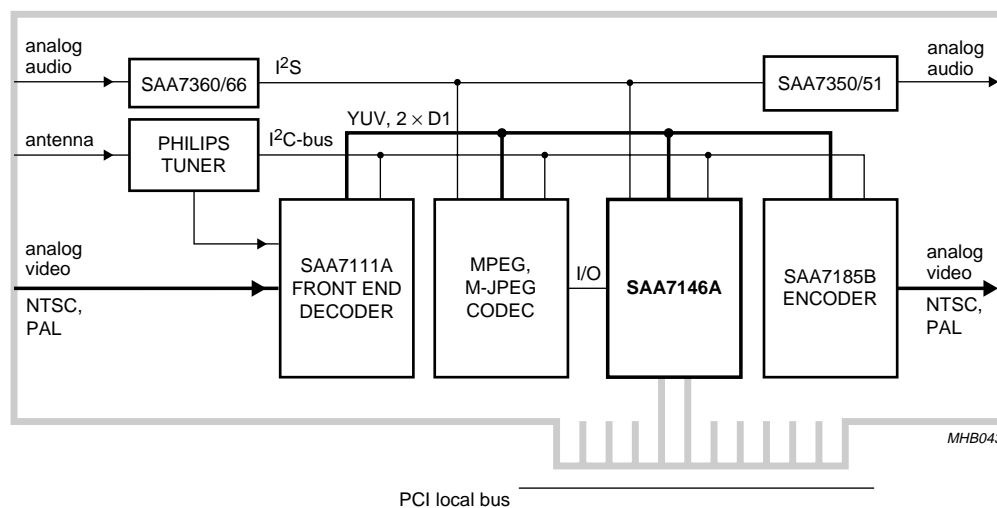 analog
audio
SAA7360/66
I²S
SAA7350/51
analog
audio
YUV, 2 × D1
antenna
PHILIPS
TUNER
I²C-bus
analog
video
NTSC,
PAL
SAA7111A
FRONT END
DECODER
MPEG,
M-JPEG
CODEC
I/O
SAA7146A
SAA7185B
ENCODER
analog
video
NTSC,
PAL
MHB043
PCI local bus